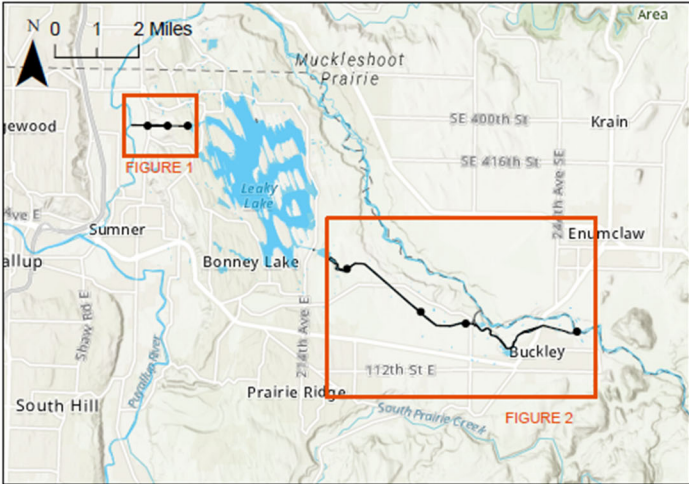 N
0 1 2 Miles
Area
Muckleshoot
Prairie
gewood
SE 400th St
Krain
SE 416th St
FIGURE 1
244th Ave SE
Leaky
Lake
Ave E
Sumner
Enumclaw
allup
Bonney Lake
Shaw Rd E
214th Ave E
Puyallup River
Buckley
112th St E
Prairie Ridge
South Hill
South Prairie Creek
FIGURE 2